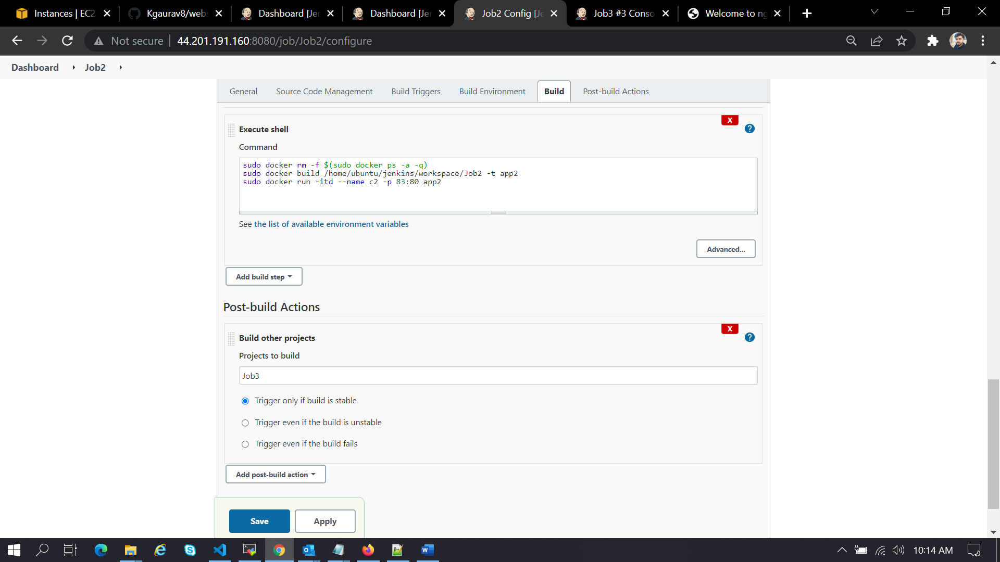 Instances | EC2
Kgaurav8/webs
Dashboard [Jen
Dashboard [Jen
Job2 Config [Je
Job3 #3 Conso
Welcome to ng
Not secure
44.201.191.160:8080/job/Job2/configure
Dashboard
Job2
General
Source Code Management
Build Triggers
Build Environment
Build
Post-build Actions
X
Execute shell
?
Command
sudo docker rm -f $(sudo docker ps -a -q)
sudo docker build /home/ubuntu/jenkins/workspace/Job2 -t app2
sudo docker run -itd --name c2 -p 83:80 app2
See the list of available environment variables
Advanced...
Add build step
Post-build Actions
X
Build other projects
?
Projects to build
Job3
Trigger only if build is stable
Trigger even if the build is unstable
Trigger even if the build fails
Add post-build action
Save
Apply
10:14 AM